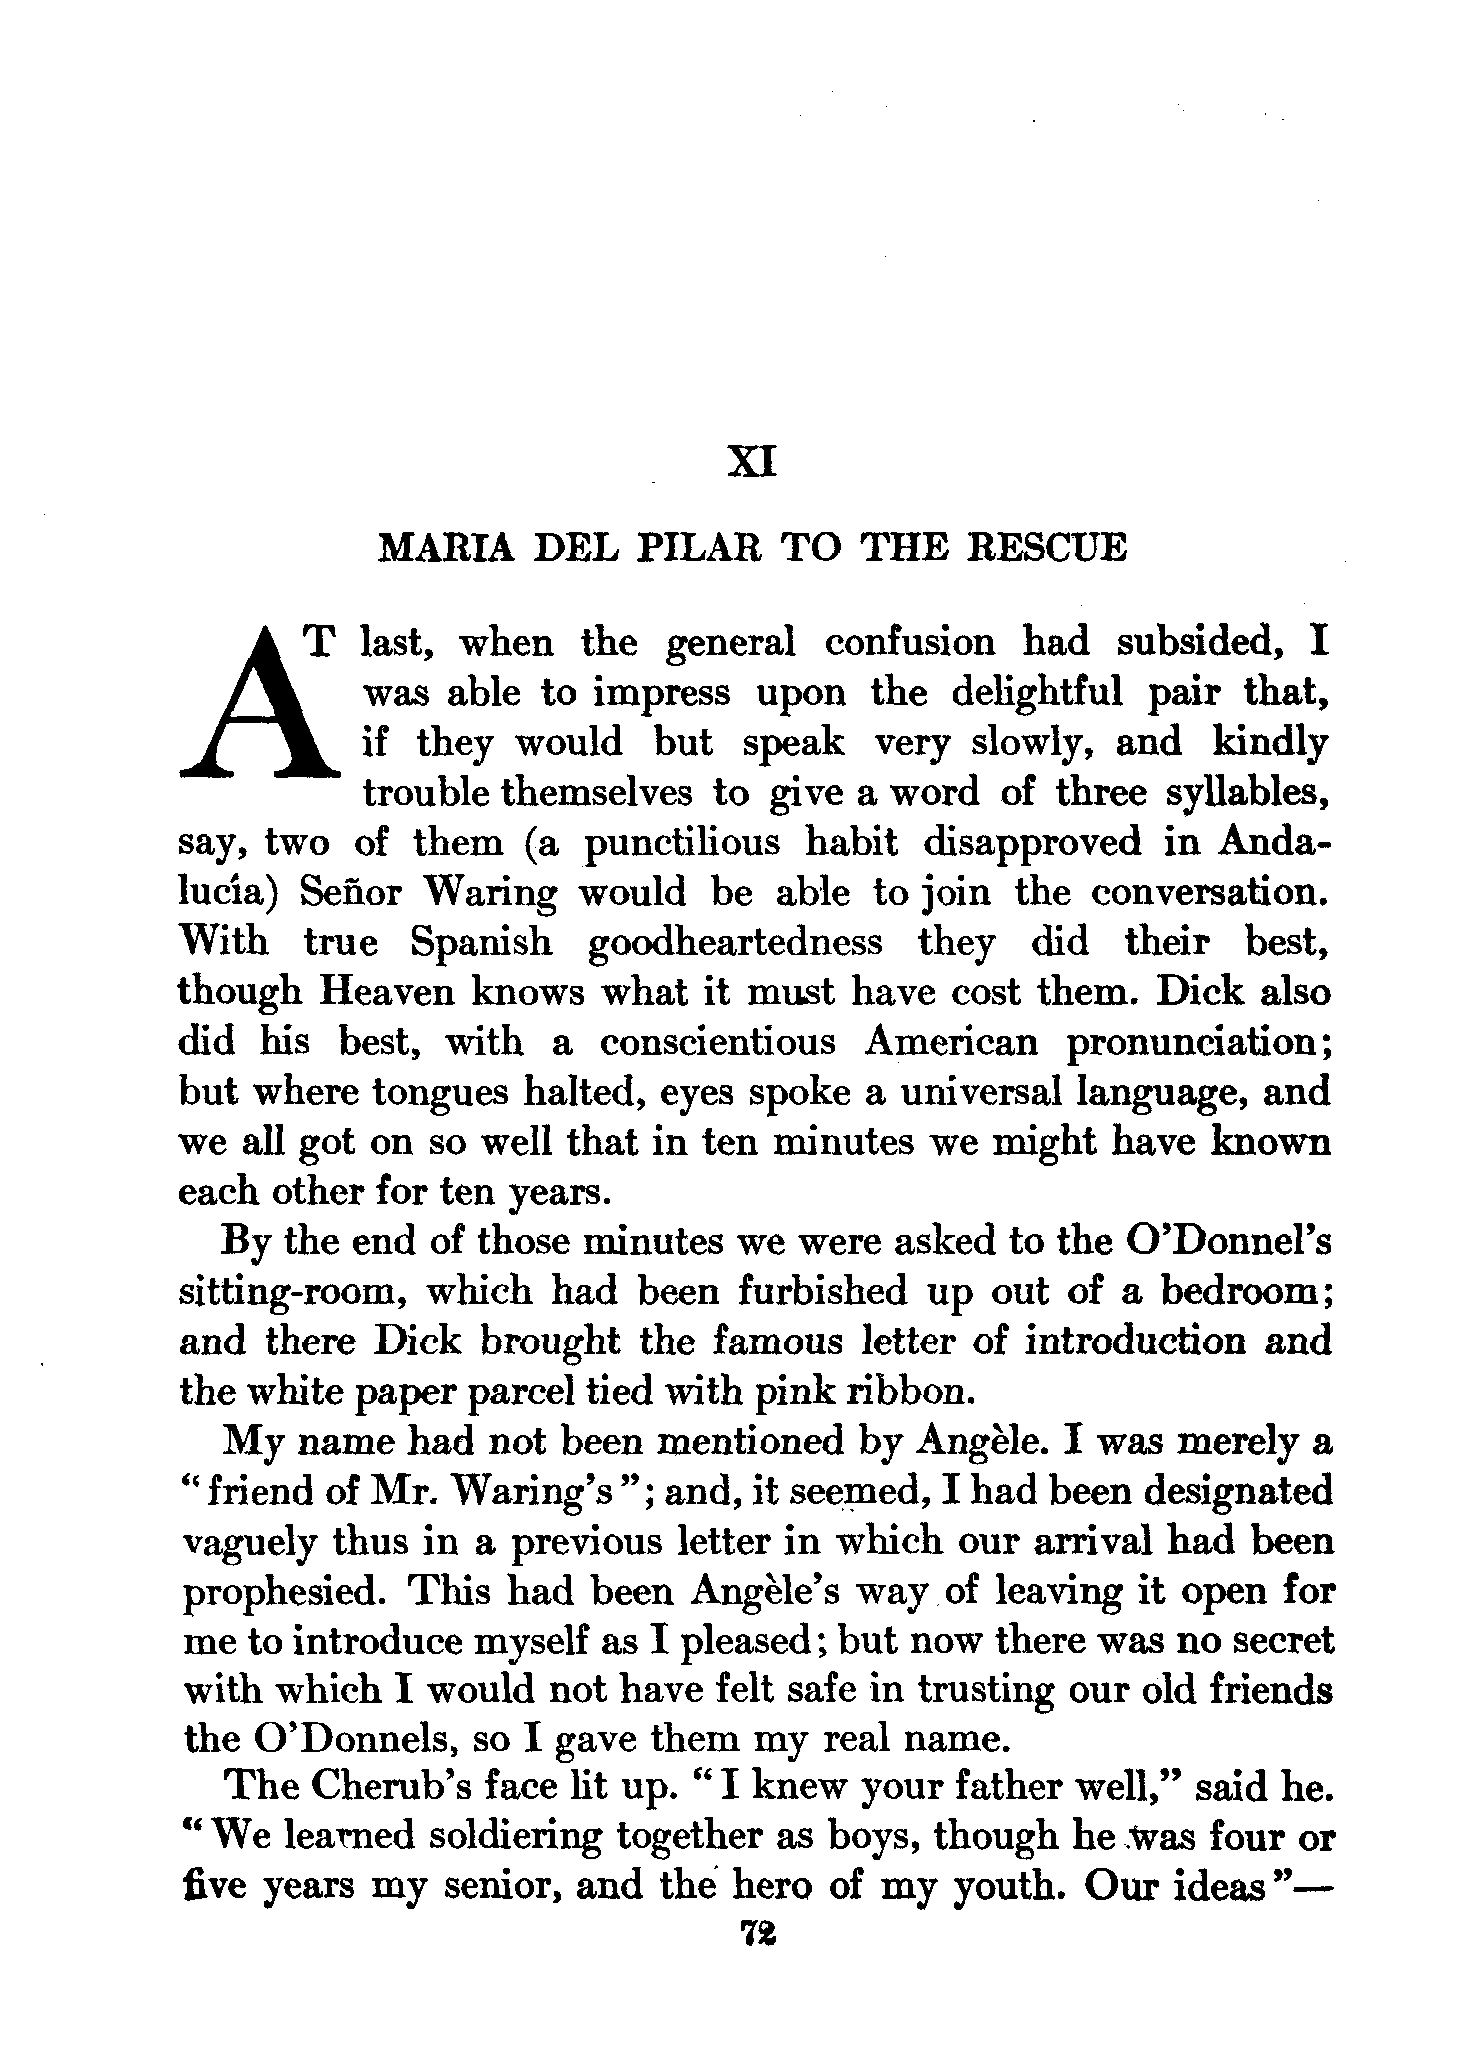 XI
MARIA DEL PILAR TO THE RESCUE
AT last, when the general confusion had subsided, I
was able to impress upon the delightful pair that,
if they would but speak very slowly, and kindly
trouble themselves to give a word of three syllables,
say, two of them (a punctilious habit disapproved in Anda-
lucía) Señor Waring would be able to join the conversation.
With true Spanish goodheartedness they did their best,
though Heaven knows what it must have cost them. Dick also
did his best, with a conscientious American pronunciation;
but where tongues halted, eyes spoke a universal language, and
we all got on so well that in ten minutes we might have known
each other for ten years.
By the end of those minutes we were asked to the O'Donnel's
sitting-room, which had been furbished up out of a bedroom;
and there Dick brought the famous letter of introduction and
the white paper parcel tied with pink ribbon.
My name had not been mentioned by Angèle. I was merely a
“friend of Mr. Waring's”; and, it seemed, I had been designated
vaguely thus in a previous letter in which our arrival had been
prophesied. This had been Angèle's way of leaving it open for
me to introduce myself as I pleased; but now there was no secret
with which I would not have felt safe in trusting our old friends
the O'Donnels, so I gave them my real name.
The Cherub's face lit up. “I knew your father well,” said he.
“We learned soldiering together as boys, though he was four or
five years my senior, and the hero of my youth. Our ideas”—
72